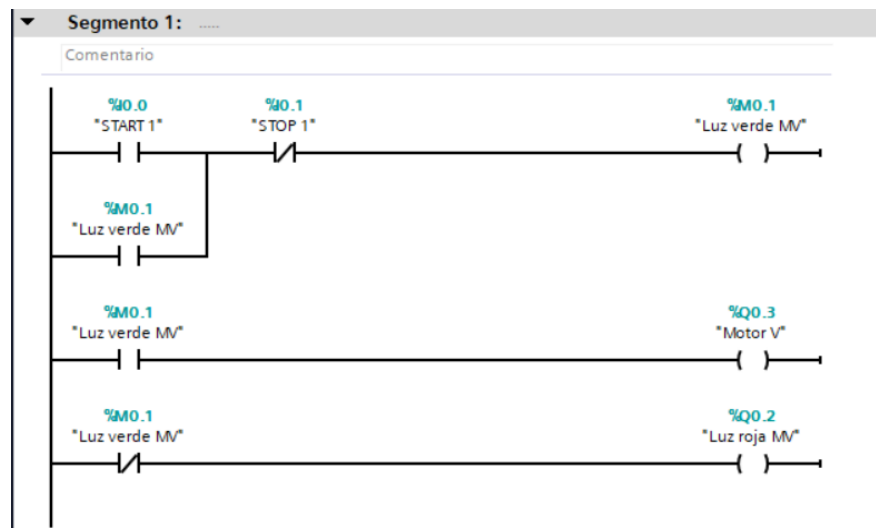 Segmento 1: .....
Comentario
%I0.0 %I0.1 %M0.1
"START 1" "STOP 1" "Luz verde MV"
%M0.1
"Luz verde MV"
%M0.1 %Q0.3
"Luz verde MV" "Motor V"
%M0.1 %Q0.2
"Luz verde MV" "Luz roja MV"